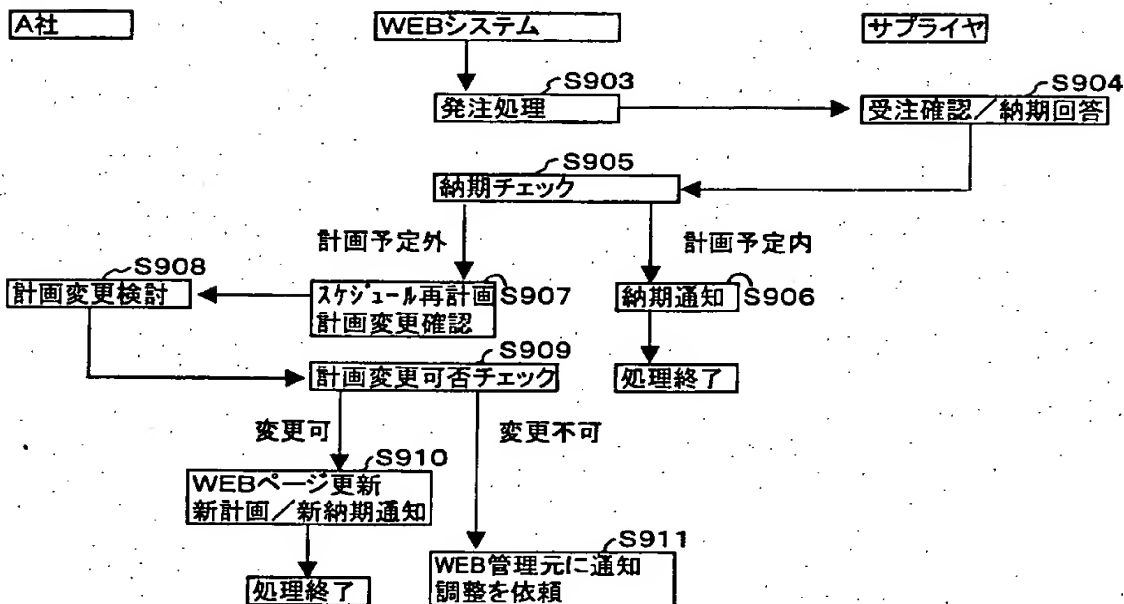 A社
WEBシステム
サプライヤ
S903
発注処理
S904
受注確認／納期回答
S905
納期チェック
計画予定外
計画予定内
S908
計画変更検討
スケジュール再計画
計画変更確認
S907
納期通知
S906
S909
計画変更可否チェック
処理終了
変更可
変更不可
S910
WEBページ更新
新計画／新納期通知
S911
WEB管理元に通知
調整を依頼
処理終了